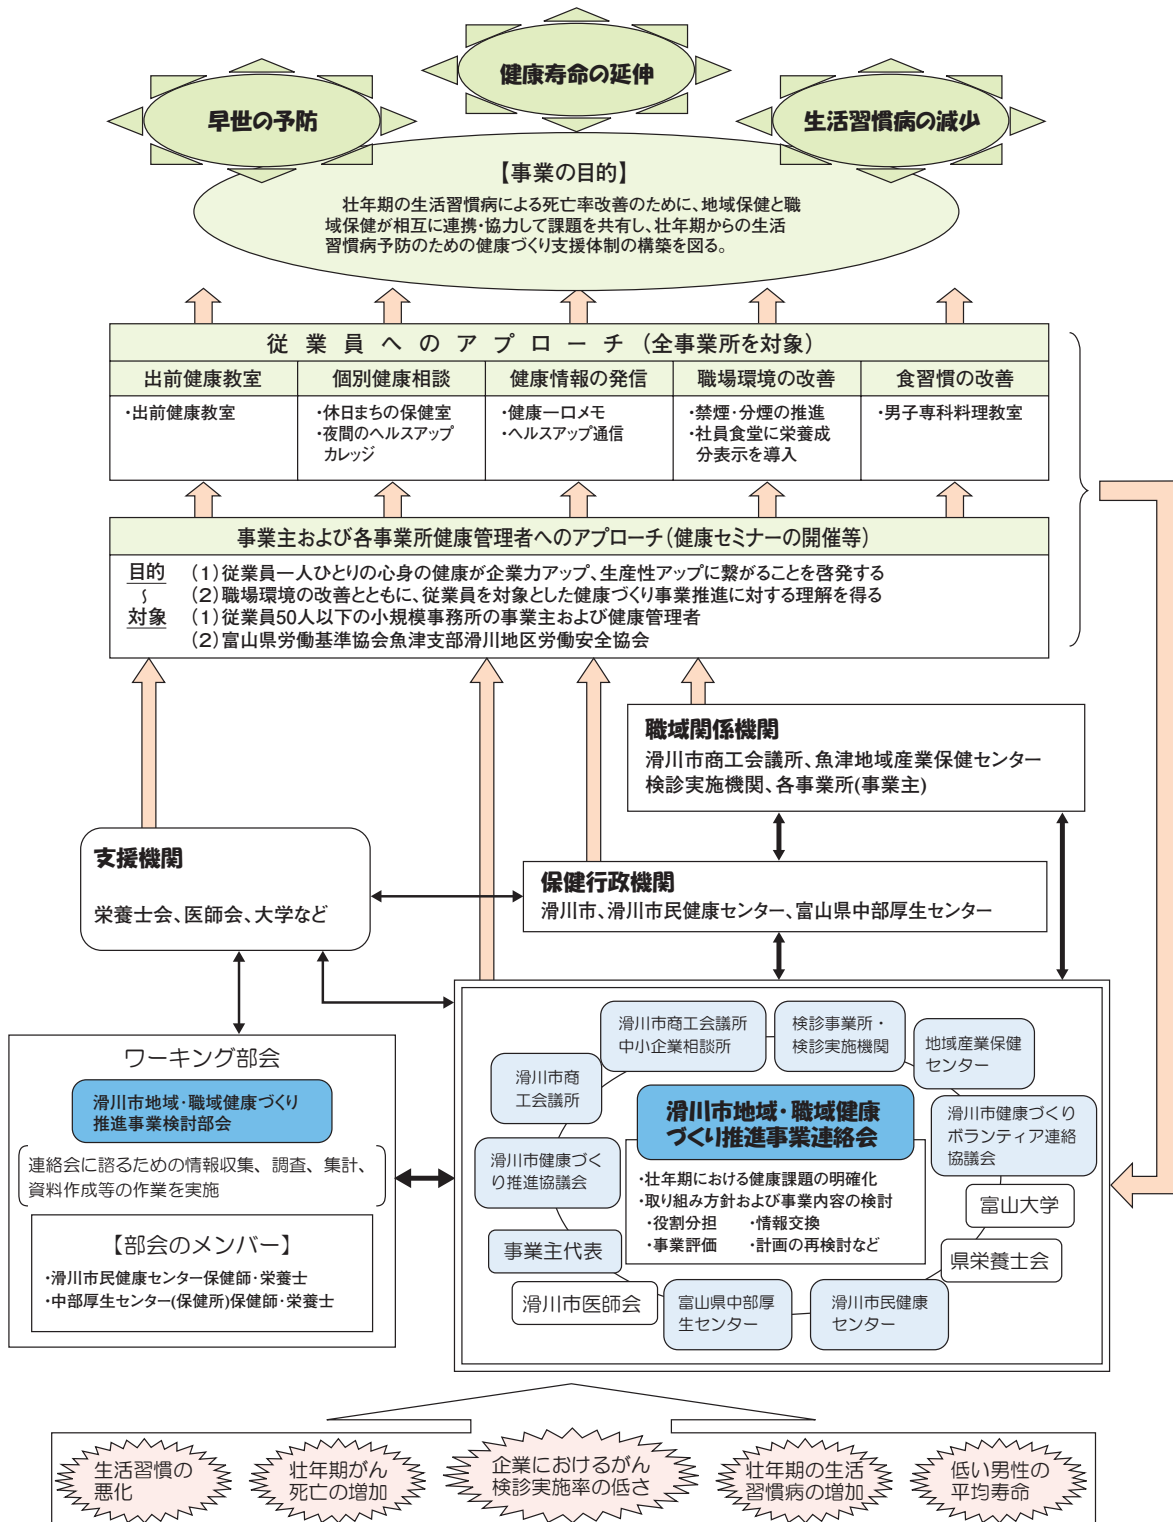 健康寿命の延伸
早世の予防
生活習慣病の減少
【事業の目的】
壮年期の生活習慣病による死亡率改善のために、地域保健と職
域保健が相互に連携・協力して課題を共有し、壮年期からの生活
習慣病予防のための健康づくり支援体制の構築を図る。
従業員へのアプローチ(全事業所を対象)
出前健康教室
個別健康相談
健康情報の発信
職場環境の改善
食習慣の改善
・出前健康教室
・休日まちの保健室
・夜間のヘルスアップ
カレッジ
・健康一口メモ
・ヘルスアップ通信
・禁煙・分煙の推進
・社員食堂に栄養成
分表示を導入
・男子専科料理教室
事業主および各事業所健康管理者へのアプローチ(健康セミナーの開催等)
目的 (1)従業員一人ひとりの心身の健康が企業力アップ、生産性アップに繋がることを啓発する
〜 (2)職場環境の改善とともに、従業員を対象とした健康づくり事業推進に対する理解を得る
対象 (1)従業員50人以下の小規模事務所の事業主および健康管理者
(2)富山県労働基準協会魚津支部滑川地区労働安全協会
職域関係機関
滑川市商工会議所、魚津地域産業保健センター
検診実施機関、各事業所(事業主)
支援機関
栄養士会、医師会、大学など
保健行政機関
滑川市、滑川市民健康センター、富山県中部厚生センター
ワーキング部会
滑川市地域・職域健康づくり
推進事業検討部会
連絡会に諮るための情報収集、調査、集計、
資料作成等の作業を実施
【部会のメンバー】
・滑川市民健康センター保健師・栄養士
・中部厚生センター(保健所)保健師・栄養士
滑川市商工会議所
中小企業相談所
検診事業所・
検診実施機関
地域産業保健
センター
滑川市商
工会議所
滑川市健康づくり
ボランティア連絡
協議会
滑川市健康づく
り推進協議会
滑川市地域・職域健康
づくり推進事業連絡会
・壮年期における健康課題の明確化
・取り組み方針および事業内容の検討
・役割分担 ・情報交換
・事業評価 ・計画の再検討など
富山大学
事業主代表
県栄養士会
滑川市医師会
富山県中部厚
生センター
滑川市民健康
センター
生活習慣の
悪化
壮年期がん
死亡の増加
企業におけるがん
検診実施率の低さ
壮年期の生活
習慣病の増加
低い男性の
平均寿命